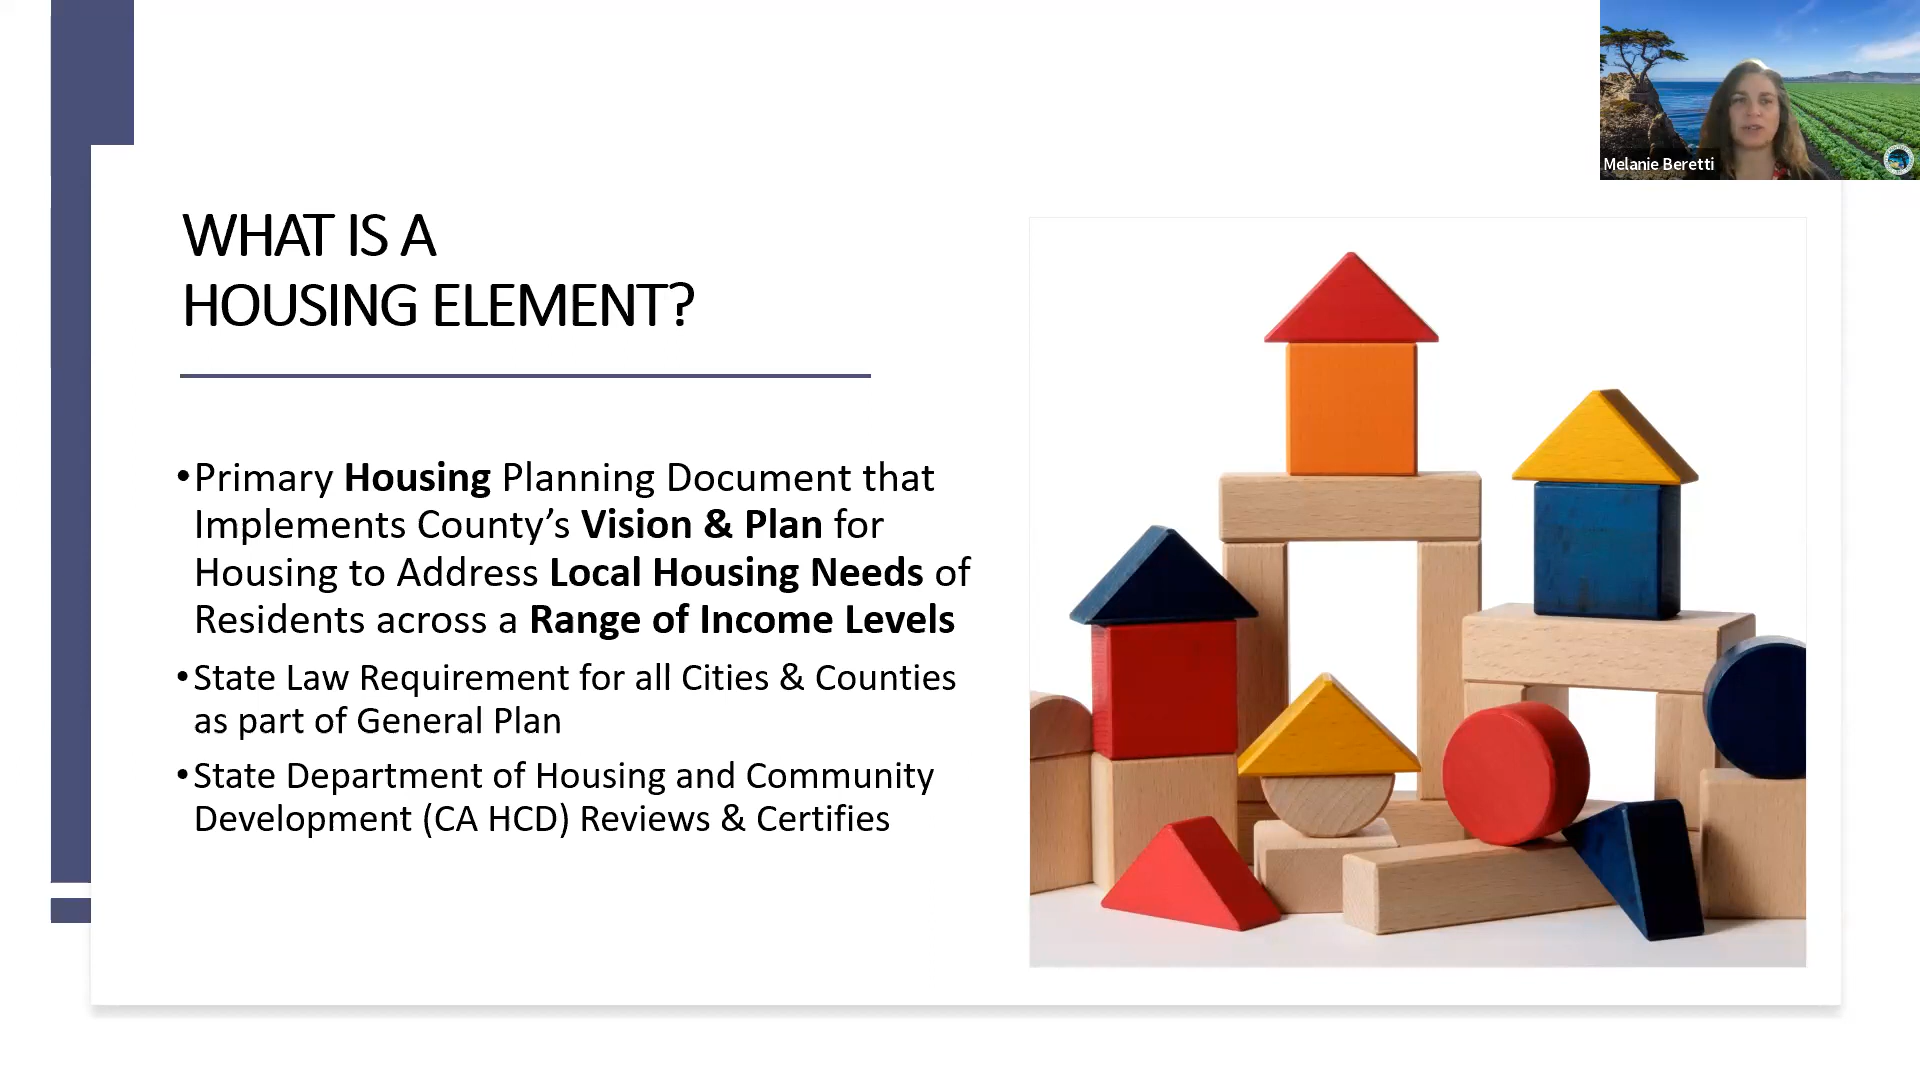 Melanie Beretti
WHAT IS A
HOUSING ELEMENT?
•Primary Housing Planning Document that
Implements County’s Vision & Plan for
Housing to Address Local Housing Needs of
Residents across a Range of Income Levels
•State Law Requirement for all Cities & Counties
as part of General Plan
•State Department of Housing and Community
Development (CA HCD) Reviews & Certifies